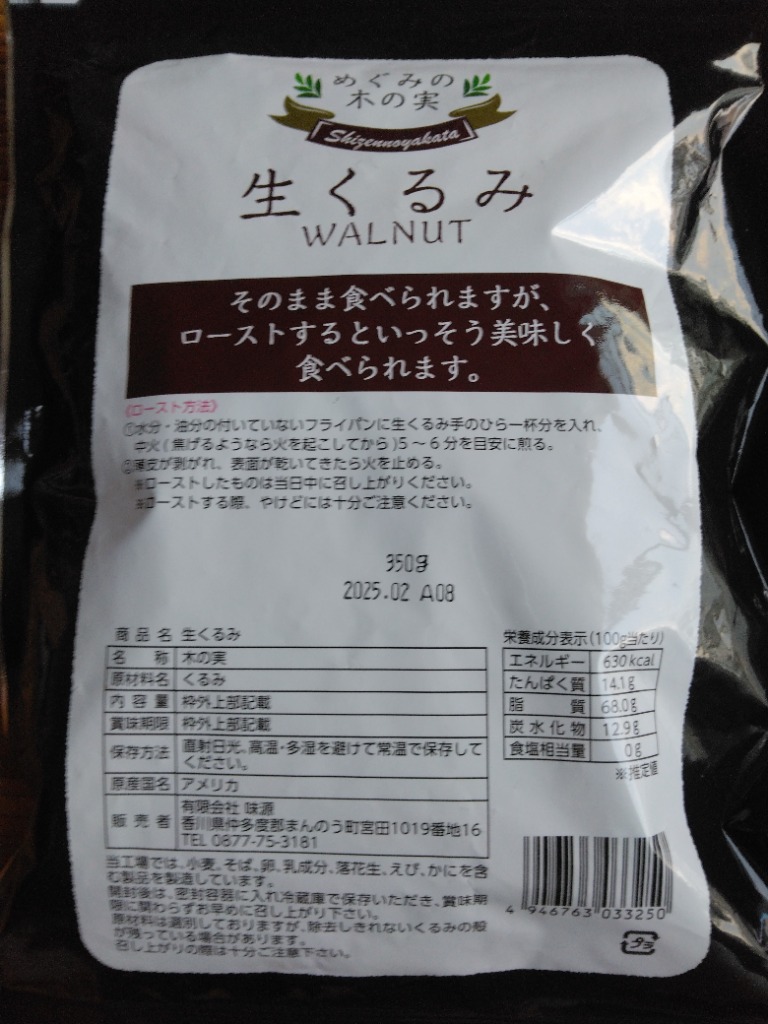 めぐみの
木の実
Shizennoyakata
生くるみ
WALNUT
そのまま食べられますが、
ローストするといっそう美味しく
食べられます。
《ロースト方法》
①水分・油分の付いていないフライパンに生くるみ手のひら一杯分を入れ、
中火(焦げるようなら火を起こしてから)5～6分を目安に煎る。
②薄皮が剥がれ、表面が乾いてきたら火を止める。
※ローストしたものは当日中に召し上がりください。
※ローストする際、やけどには十分ご注意ください。
350g
2025.02 A08
商品名 生くるみ
名称 木の実
原材料名 くるみ
内容量 枠外上部記載
賞味期限 枠外上部記載
保存方法 直射日光、高温・多湿を避けて常温で保存して
ください。
原産国名 アメリカ
販売者 有限会社 味源
香川県仲多度郡まんのう町宮田1019番地16
TEL 0877-75-3181
栄養成分表示(100g当たり)
エネルギー 630kcal
たんぱく質 14.1g
脂質 68.0g
炭水化物 12.9g
食塩相当量 0g
※推定値
当工場では、小麦、そば、卵、乳成分、落花生、えび、かにを含
む製品を製造しています。
開封後は、密封容器に入れ冷蔵庫で保存いただき、賞味期
限に関わらずお早めに召し上がり下さい。
原材料は選別しておりますが、除去しきれないくるみの殻
が残っている場合があります。
召し上がりの際は十分ご注意下さい。
4 946763 033250
プラ